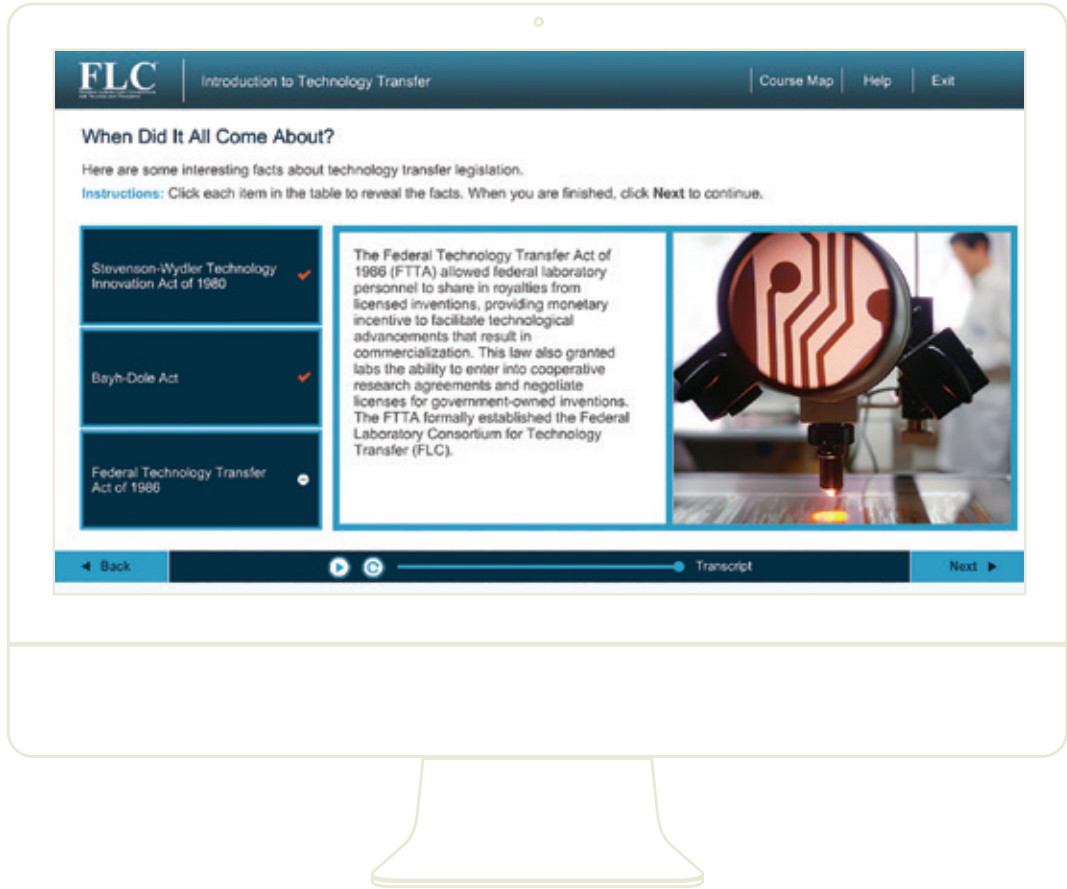 FLC
Introduction to Technology Transfer
Course Map
Help
Exit
When Did It All Come About?
Here are some interesting facts about technology transfer legislation.
Instructions: Click each item in the table to reveal the facts. When you are finished, click Next to continue.
Stevenson-Wydler Technology
Innovation Act of 1980
Bayh-Dole Act
Federal Technology Transfer
Act of 1986
The Federal Technology Transfer Act of
1986 (FTTA) allowed federal laboratory
personnel to share in royalties from
licensed inventions, providing monetary
incentive to facilitate technological
advancements that result in
commercialization. This law also granted
labs the ability to enter into cooperative
research agreements and negotiate
licenses for government-owned inventions.
The FTTA formally established the Federal
Laboratory Consortium for Technology
Transfer (FLC).
Back
Transcript
Next